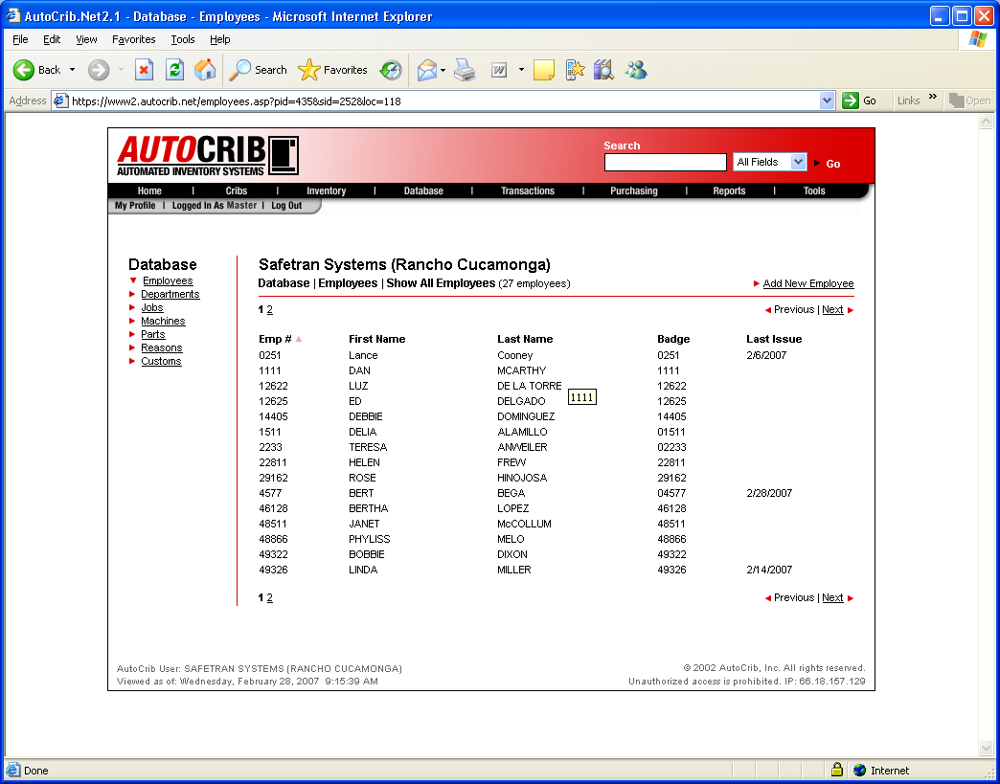 AutoCrib.Net2.1 - Database - Employees - Microsoft Internet Explorer
File Edit View Favorites Tools Help
Back Search Favorites
Address https://www2.autocrib.net/employees.asp?pid=435&sid=252&loc=118 Go Links » Open
AUTOCRIB
AUTOMATED INVENTORY SYSTEMS
Search
All Fields Go
Home | Cribs | Inventory | Database | Transactions | Purchasing | Reports | Tools
My Profile | Logged In As Master | Log Out
Database
Employees
Departments
Jobs
Machines
Parts
Reasons
Customs
Safetran Systems (Rancho Cucamonga)
Database | Employees | Show All Employees (27 employees) Add New Employee
1 2 Previous | Next
Emp # First Name Last Name Badge Last Issue
0251 Lance Cooney 0251 2/6/2007
1111 DAN MCARTHY 1111
12622 LUZ DE LA TORRE 12622
1111
12625 ED DELGADO 12625
14405 DEBBIE DOMINGUEZ 14405
1511 DELIA ALAMILLO 01511
2233 TERESA ANWEILER 02233
22811 HELEN FREW 22811
29162 ROSE HINOJOSA 29162
4577 BERT BEGA 04577 2/28/2007
46128 BERTHA LOPEZ 46128
48511 JANET McCOLLUM 48511
48866 PHYLISS MELO 48866
49322 BOBBIE DIXON 49322
49326 LINDA MILLER 49326 2/14/2007
1 2 Previous | Next
AutoCrib User: SAFETRAN SYSTEMS (RANCHO CUCAMONGA) © 2002 AutoCrib, Inc. All rights reserved.
Viewed as of: Wednesday, February 28, 2007 9:15:39 AM Unauthorized access is prohibited. IP: 66.18.157.129
Done Internet